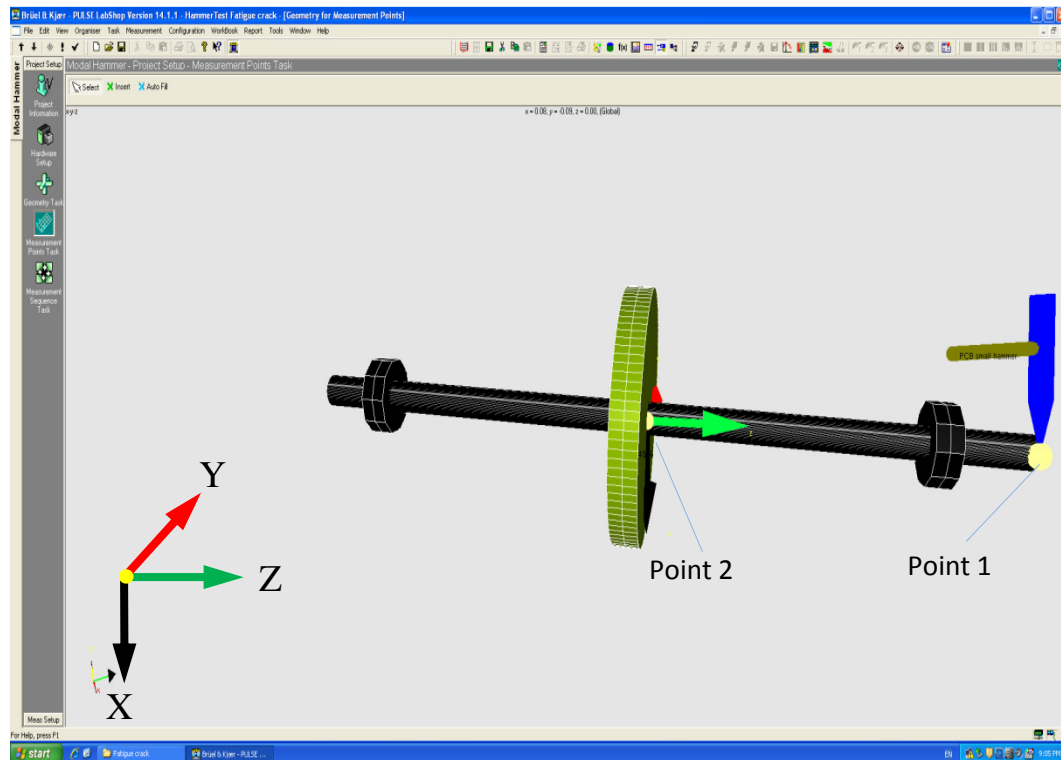 Brüel & Kjær - PULSE LabShop Version 14.1.1 - HammerTest Fatigue crack - [Geometry for Measurement Points]
File Edit View Organiser Task Measurement Configuration WorkBook Report Tools Window Help
Modal Hammer
Project Setup
Modal Hammer - Project Setup - Measurement Points Task
Select Insert Auto Fill
x-y-z
x = 0.08, y = -0.09, z = 0.00, (Global)
Project
Information
Hardware
Setup
Geometry Task
Measurement
Points Task
Measurement
Sequence
Task
PCB small hammer
Y
Z
X
Point 2
Point 1
Meas Setup
For Help, press F1
start
Fatigue crack
Brüel & Kjær - PULSE ...
EN
9:05 PM